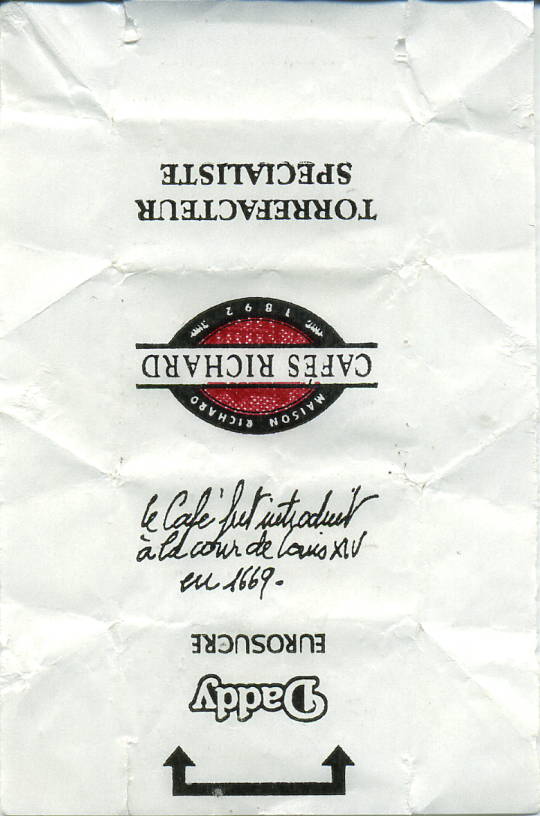 TORREFACTEUR
SPECIALISTE
MAISON RICHARD
CAFÉS RICHARD
1892
le Café fut introduit
à la cour de Louis XIV
en 1669.
Daddy
EUROSUCRE